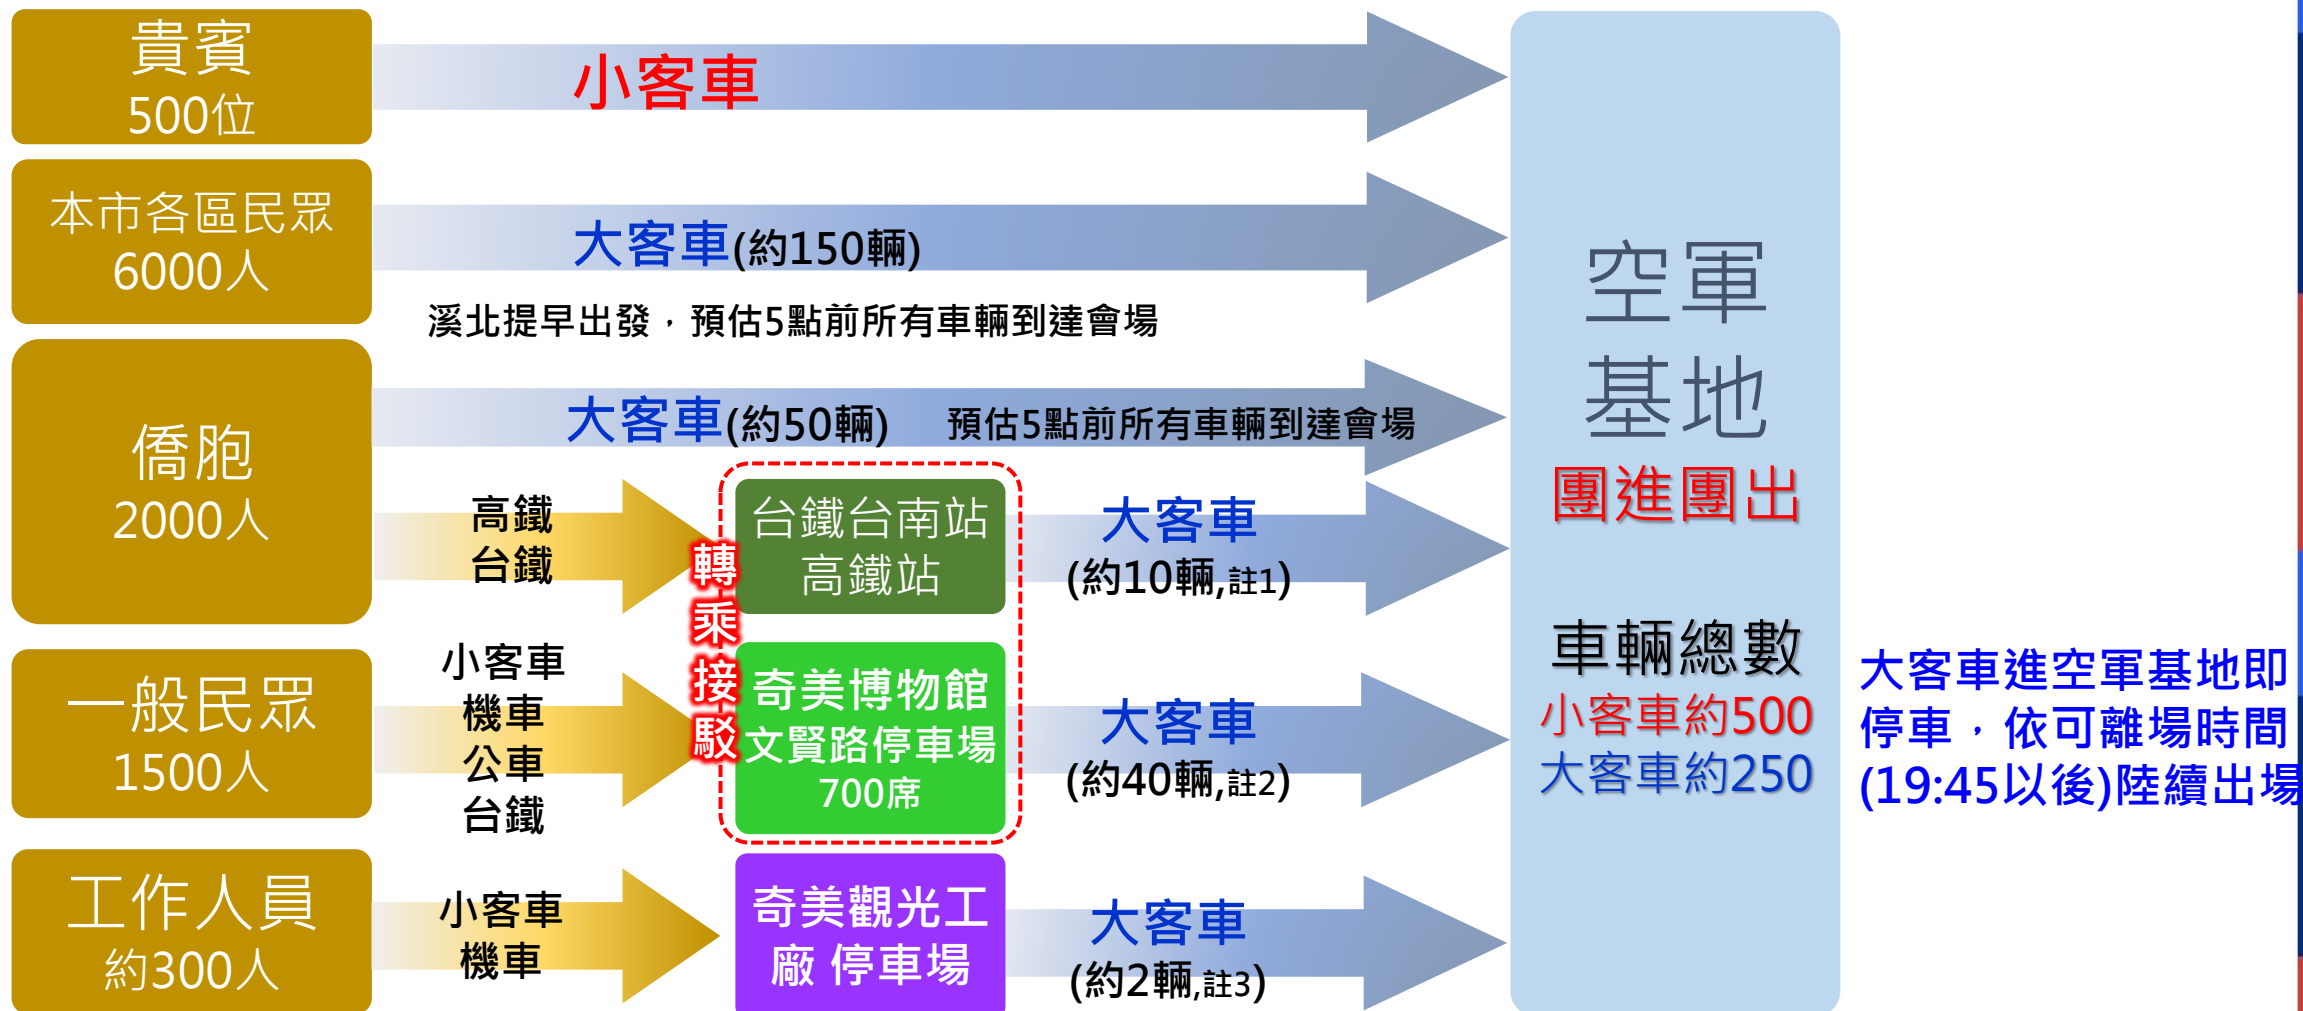 貴賓
500位
小客車
本市各區民眾
6000人
大客車(約150輛)
溪北提早出發，預估5點前所有車輛到達會場
僑胞
2000人
大客車(約50輛)
預估5點前所有車輛到達會場
高鐵
台鐵
台鐵台南站
高鐵站
大客車
(約10輛,註1)
轉
乘
接
駁
一般民眾
1500人
小客車
機車
公車
台鐵
奇美博物館
文賢路停車場
700席
大客車
(約40輛,註2)
工作人員
約300人
小客車
機車
奇美觀光工
廠 停車場
大客車
(約2輛,註3)
空軍
基地
團進團出
車輛總數
小客車約500
大客車約250
大客車進空軍基地即
停車，依可離場時間
(19:45以後)陸續出場